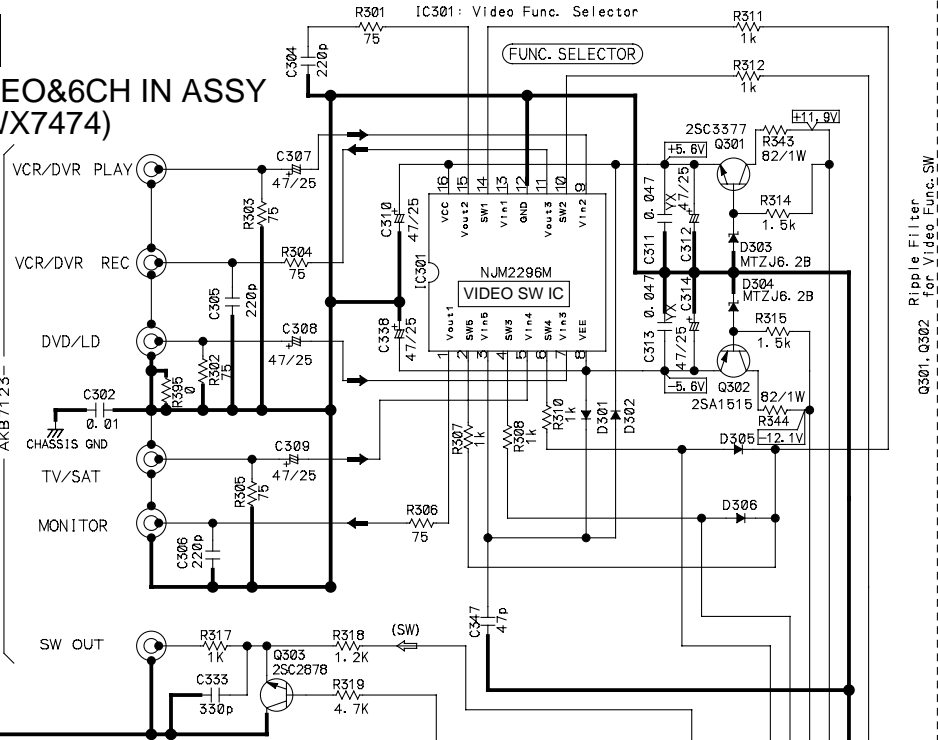 IC301: Video Func. Selector
FUNC. SELECTOR
EO&6CH IN ASSY
VX7474)
R301
75
C304
220p
R311
1k
R312
1k
2SC3377
Q301
+11.9V
R343
82/1W
+5.6V
R314
1.5k
D303
MTZJ6.2B
D304
MTZJ6.2B
R315
1.5k
VCR/DVR PLAY
C307
47/25
R303
75
VCR/DVR REC
R304
75
C305
220p
DVD/LD
C308
47/25
R302
75
R395
0
C302
0.01
CHASSIS GND
TV/SAT
C309
47/25
R305
75
MONITOR
R306
75
C306
220p
C310
47/25
C338
47/25
IC301
16 15 14 13 12 11 10 9
VCC Vout2 SW1 Vin1 GND Vout3 SW2 Vin2
NJM2296M
VIDEO SW IC
Vout1 SW5 Vin5 SW3 Vin4 SW4 Vin3 VEE
1 2 3 4 5 6 7 8
C311 0.047 YX
C312 47/25
C313 0.047 YX
C314 47/25
-5.6V
Q302
2SA1515
82/1W
R344
-12.1V
R307
1k
R308
1k
R310
1k
D301
D302
D305
D306
C347
47p
SW OUT
R317
1K
R318
1.2K
(SW)
Q303
2SC2878
C333
330p
R319
4.7K
AKB7123-
Q301, Q302 Ripple Filter
for Video Func. SW